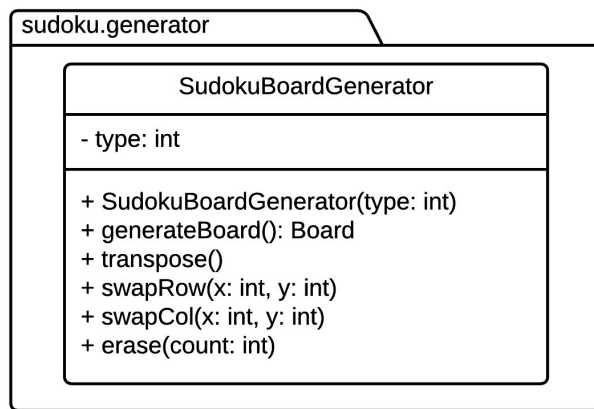 sudoku.generator
SudokuBoardGenerator
- type: int
+ SudokuBoardGenerator(type: int)
+ generateBoard(): Board
+ transpose()
+ swapRow(x: int, y: int)
+ swapCol(x: int, y: int)
+ erase(count: int)